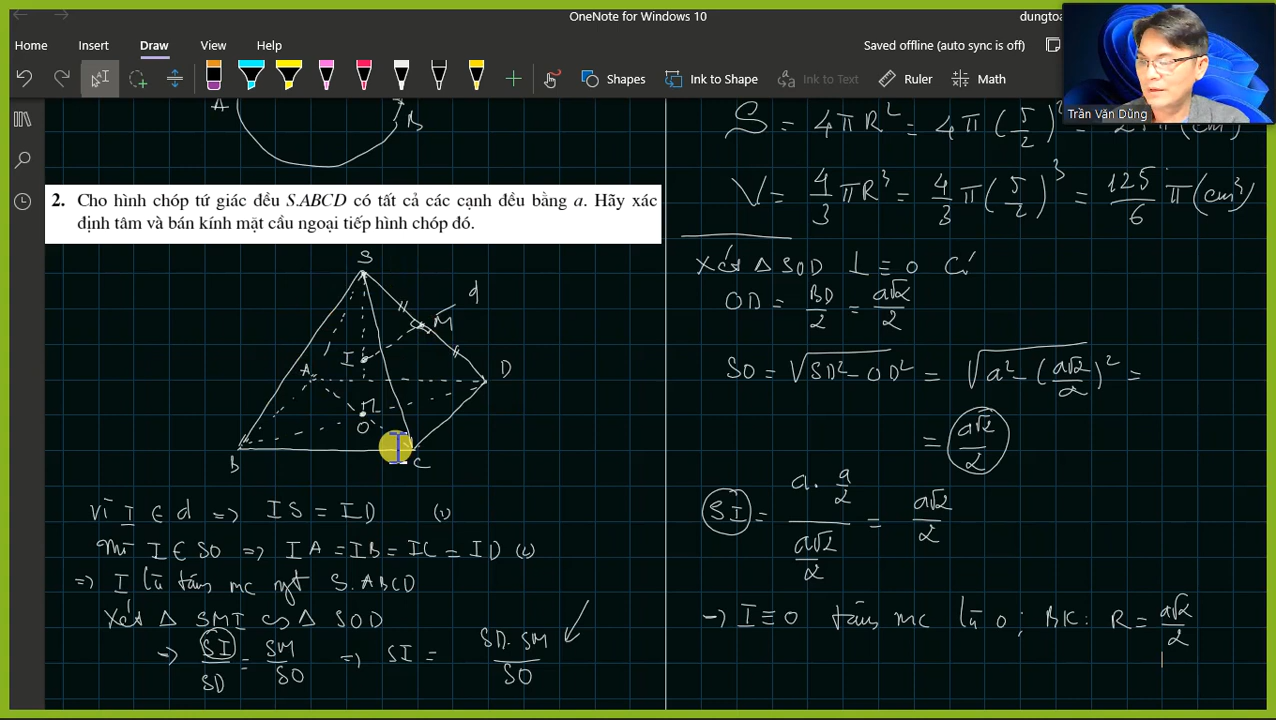 OneNote for Windows 10
dungtoa
Home Insert Draw View Help
Saved offline (auto sync is off)
Shapes Ink to Shape Ink to Text Ruler Math
Trần Văn Dũng
A
B
2. Cho hình chóp tứ giác đều S.ABCD có tất cả các cạnh đều bằng a. Hãy xác
định tâm và bán kính mặt cầu ngoại tiếp hình chóp đó.
S
d
M
I
A
D
O
B
C
Vì I ∈ d => IS = ID (1)
Mà I ∈ SO => IA = IB = IC = ID (2)
=> I là tâm mc ngt S.ABCD
Xét Δ SMI ∽ Δ SOD
→ SI/SD = SM/SO => SI = SD.SM/SO
S = 4πR² = 4π(5/2)² = 25π(cm²)
V = 4/3 πR³ = 4/3 π(5/2)³ = 125/6 π(cm³)
Xét Δ SOD ⊥ ≡ O Có
OD = BD/2 = a√2/2
SO = √(SD² - OD²) = √(a² - (a√2/2)²) =
= a√2/2
SI = (a . a/2)/(a√2/2) = a√2/2
→ I ≡ O tâm mc là O; BK: R = a√2/2